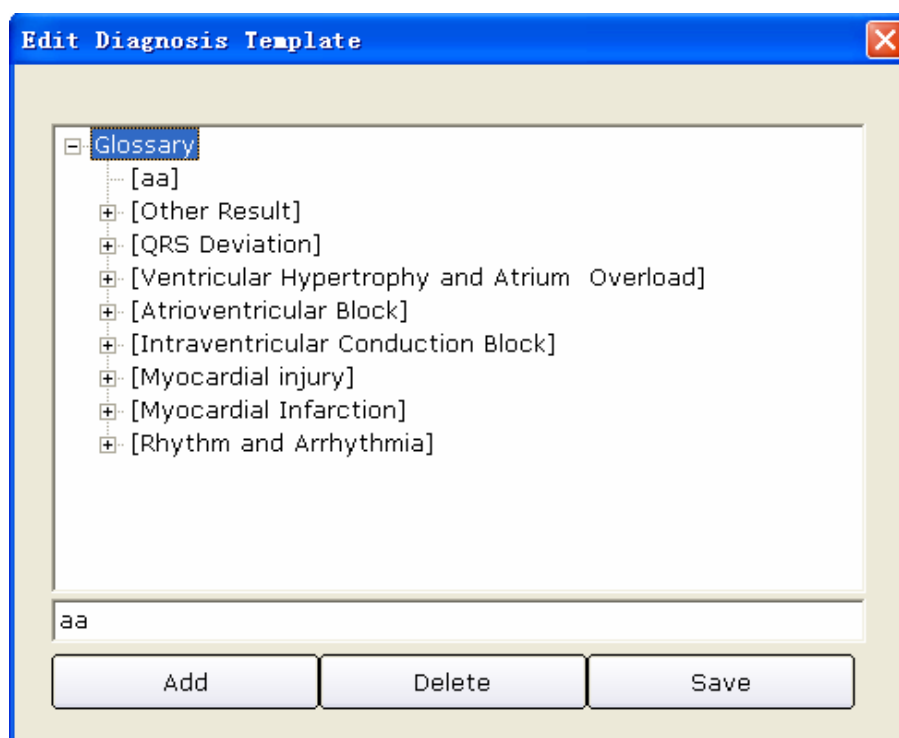 Edit Diagnosis Template
Glossary
[aa]
[Other Result]
[QRS Deviation]
[Ventricular Hypertrophy and Atrium  Overload]
[Atrioventricular Block]
[Intraventricular Conduction Block]
[Myocardial injury]
[Myocardial Infarction]
[Rhythm and Arrhythmia]
aa
Add Delete Save